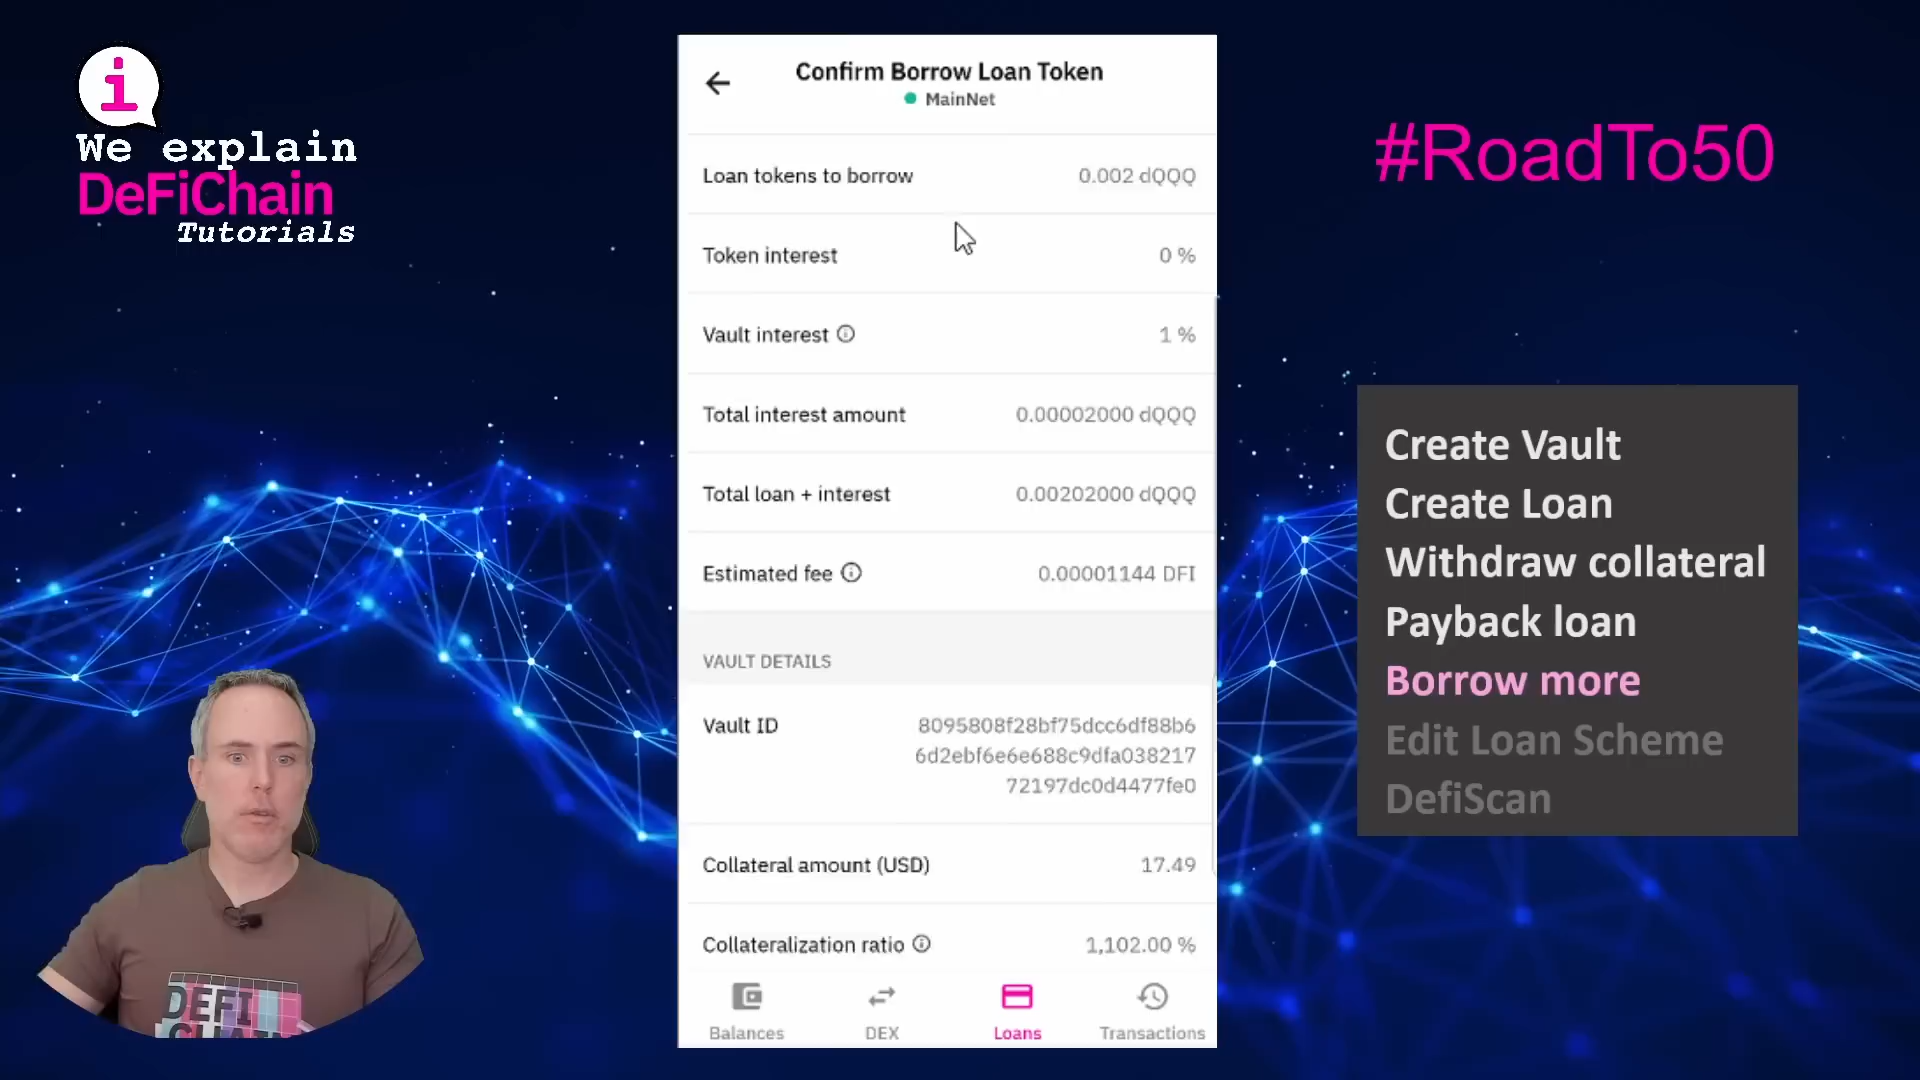 i
We explain
DeFiChain
Tutorials
Confirm Borrow Loan Token
MainNet
Loan tokens to borrow 0.002 dQQQ
Token interest 0 %
Vault interest 1 %
Total interest amount 0.00002000 dQQQ
Total loan + interest 0.00202000 dQQQ
Estimated fee 0.00001144 DFI
VAULT DETAILS
Vault ID 8095808f28bf75dcc6df88b6
6d2ebf6e6e688c9dfa038217
72197dc0d4477fe0
Collateral amount (USD) 17.49
Collateralization ratio 1,102.00 %
Balances DEX Loans Transactions
#RoadTo50
Create Vault
Create Loan
Withdraw collateral
Payback loan
Borrow more
Edit Loan Scheme
DefiScan
DEFI
CHAIN